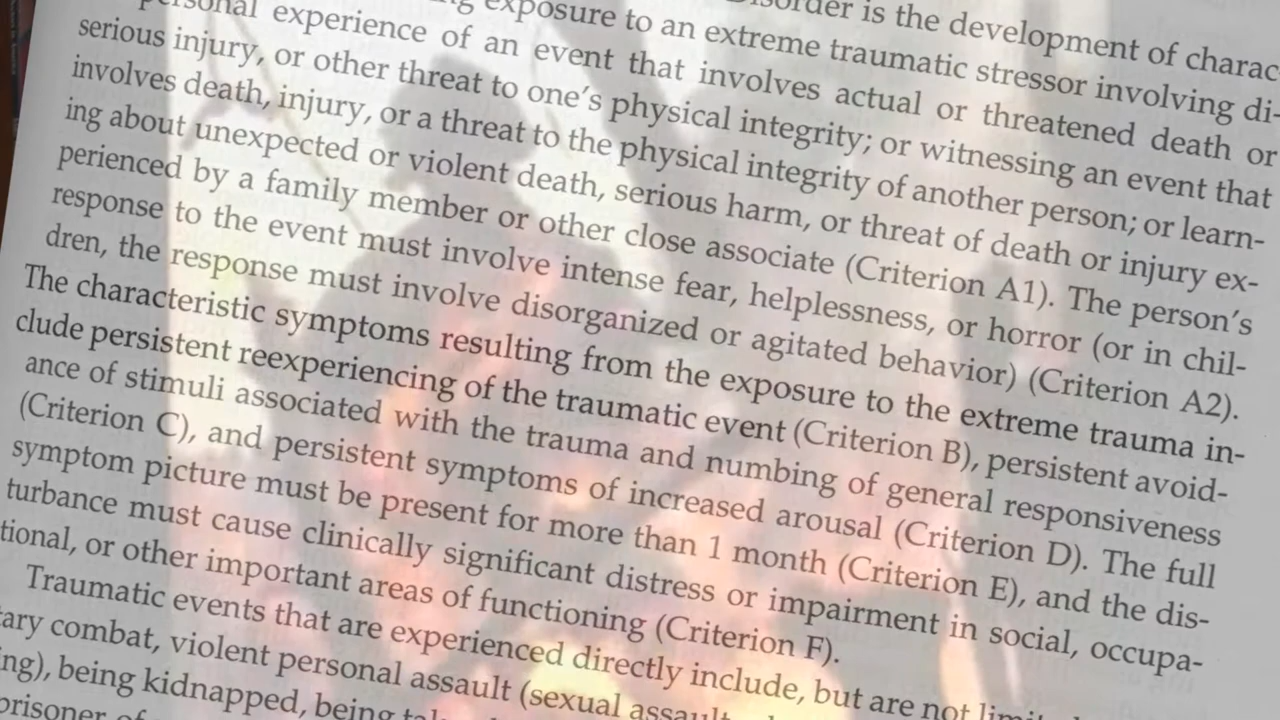 Disorder is the development of charac-
exposure to an extreme traumatic stressor involving di-
personal experience of an event that involves actual or threatened death or
serious injury, or other threat to one's physical integrity; or witnessing an event that
involves death, injury, or a threat to the physical integrity of another person; or learn-
ing about unexpected or violent death, serious harm, or threat of death or injury ex-
perienced by a family member or other close associate (Criterion A1). The person's
response to the event must involve intense fear, helplessness, or horror (or in chil-
dren, the response must involve disorganized or agitated behavior) (Criterion A2).
The characteristic symptoms resulting from the exposure to the extreme trauma in-
clude persistent reexperiencing of the traumatic event (Criterion B), persistent avoid-
ance of stimuli associated with the trauma and numbing of general responsiveness
(Criterion C), and persistent symptoms of increased arousal (Criterion D). The full
symptom picture must be present for more than 1 month (Criterion E), and the dis-
turbance must cause clinically significant distress or impairment in social, occupa-
tional, or other important areas of functioning (Criterion F).
Traumatic events that are experienced directly include, but are not
tary combat, violent personal assault (sexual assault,
ing), being kidnapped, being
prisoner of